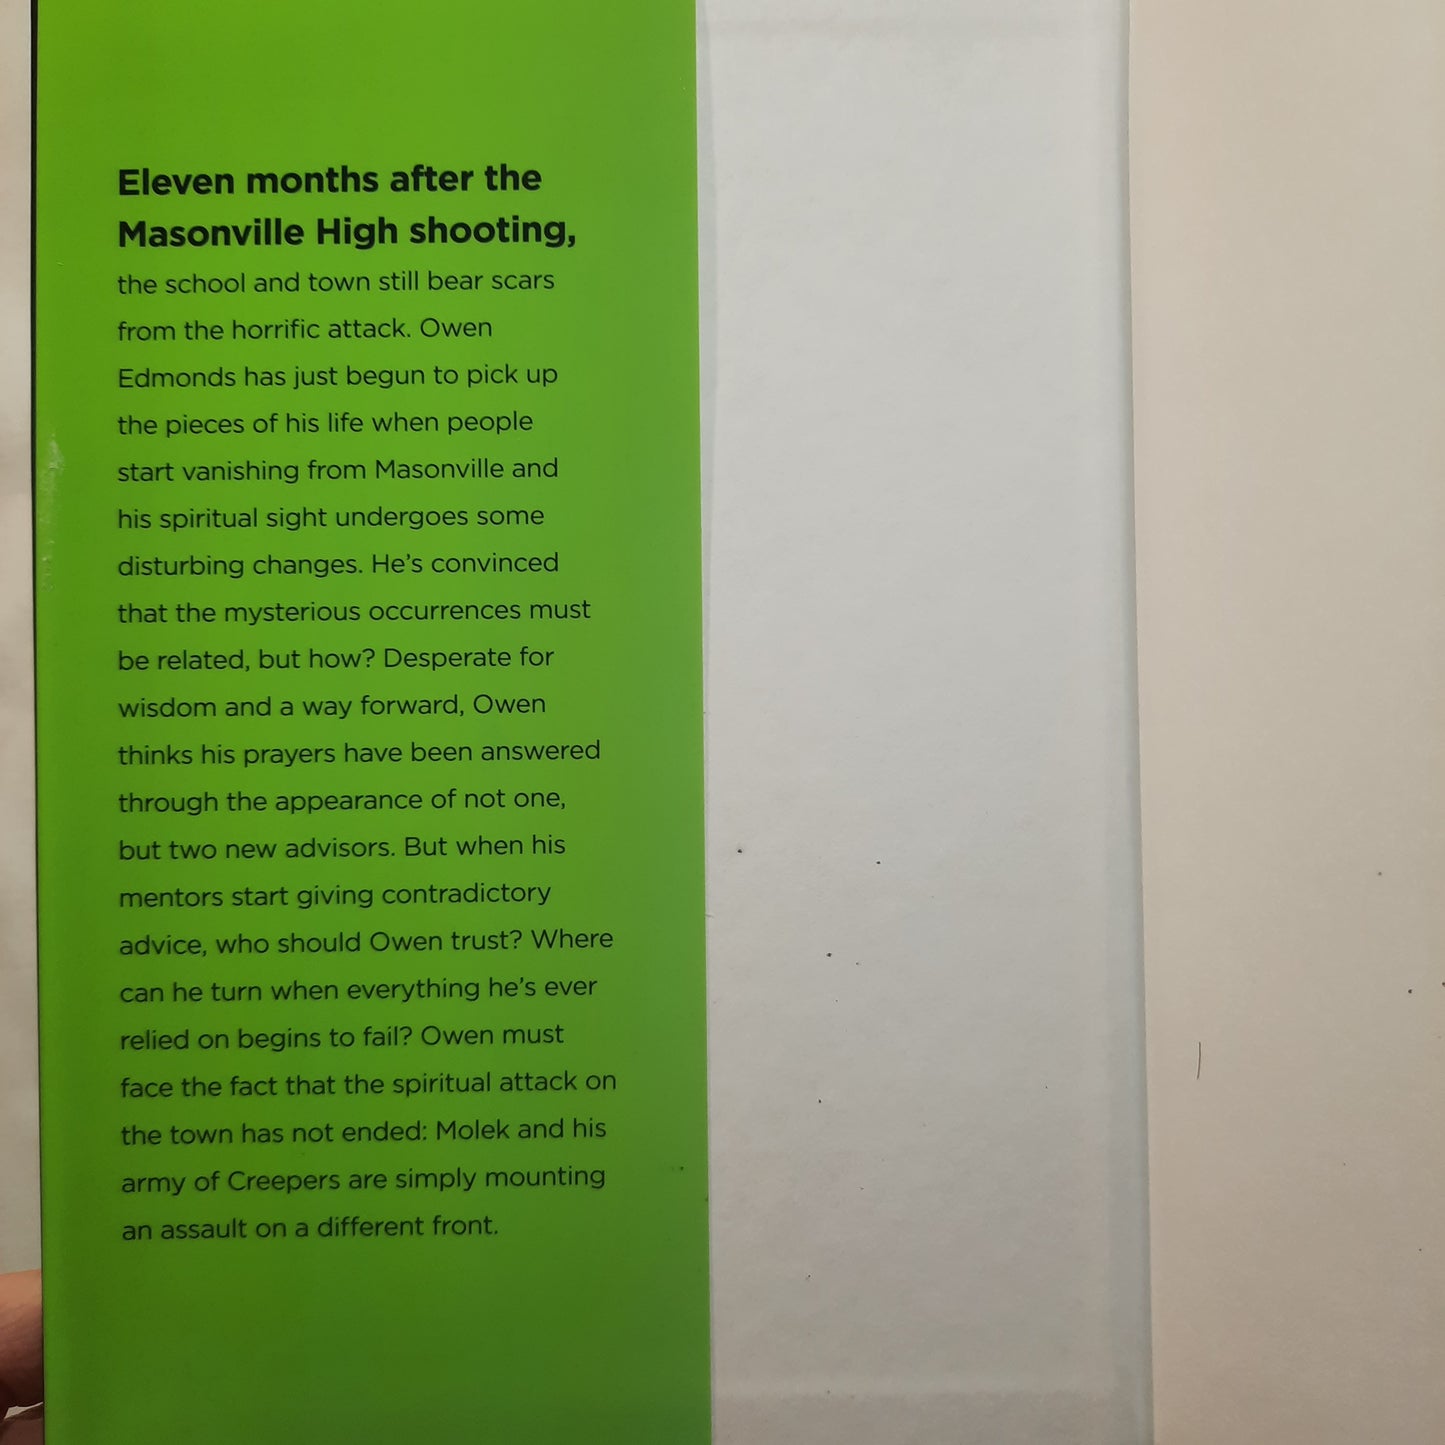 Eleven months after the
Masonville High shooting,
the school and town still bear scars
from the horrific attack. Owen
Edmonds has just begun to pick up
the pieces of his life when people
start vanishing from Masonville and
his spiritual sight undergoes some
disturbing changes. He's convinced
that the mysterious occurrences must
be related, but how? Desperate for
wisdom and a way forward, Owen
thinks his prayers have been answered
through the appearance of not one,
but two new advisors. But when his
mentors start giving contradictory
advice, who should Owen trust? Where
can he turn when everything he's ever
relied on begins to fail? Owen must
face the fact that the spiritual attack on
the town has not ended: Molek and his
army of Creepers are simply mounting
an assault on a different front.